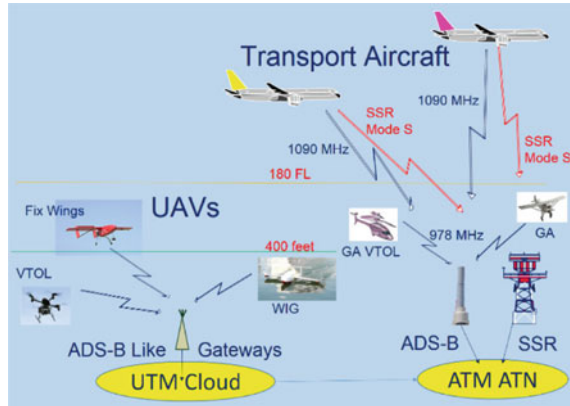 Transport Aircraft
1090 MHz
SSR
Mode S
SSR
Mode S
1090 MHz
180 FL
Fix Wings
UAVs
GA VTOL
978 MHz
GA
400 feet
VTOL
WIG
ADS-B Like
Gateways
ADS-B
SSR
UTM Cloud
ATM ATN